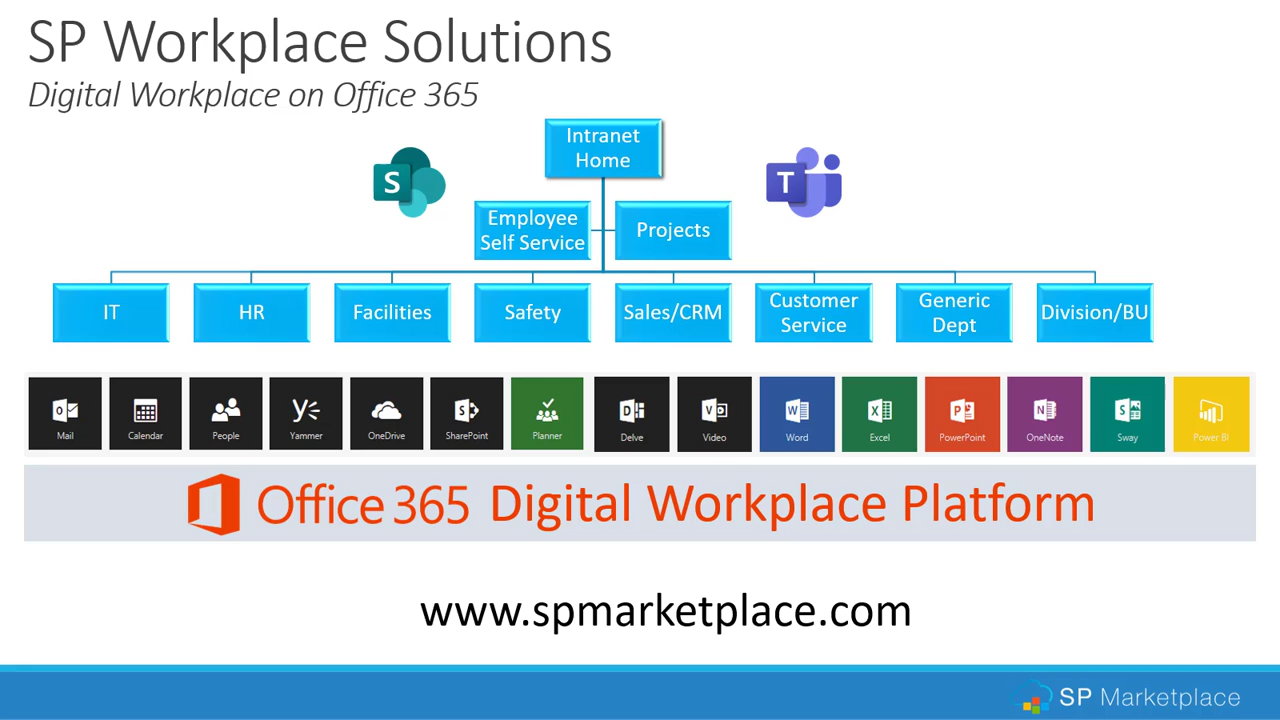 SP Workplace Solutions
Digital Workplace on Office 365
Intranet
Home
S
T
Employee
Self Service
Projects
IT
HR
Facilities
Safety
Sales/CRM
Customer
Service
Generic
Dept
Division/BU
Mail
Calendar
People
Yammer
OneDrive
SharePoint
Planner
Delve
Video
Word
Excel
PowerPoint
OneNote
Sway
Power BI
Office 365 Digital Workplace Platform
www.spmarketplace.com
SP Marketplace